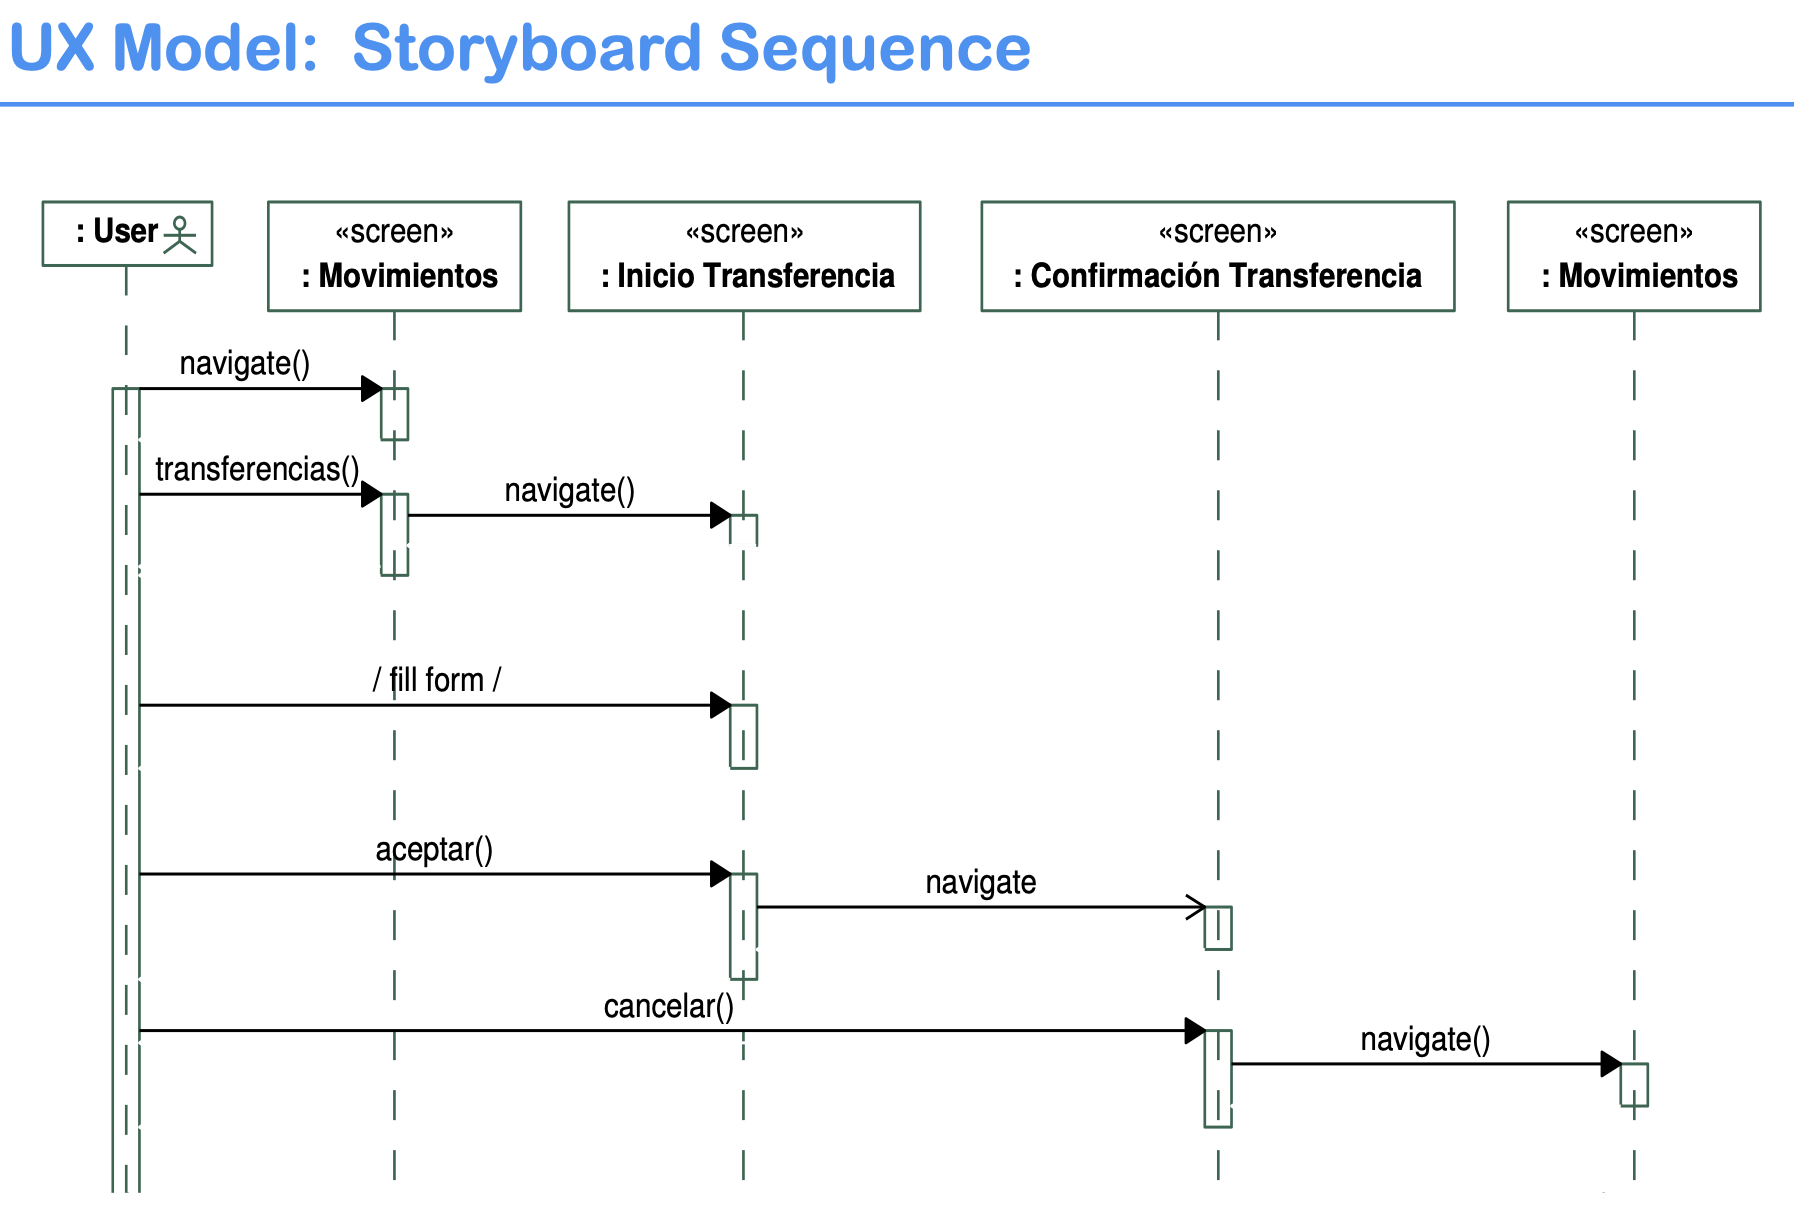 UX Model: Storyboard Sequence
: User
«screen»
: Movimientos
«screen»
: Inicio Transferencia
«screen»
: Confirmación Transferencia
«screen»
: Movimientos
navigate()
transferencias()
navigate()
/ fill form /
aceptar()
navigate
cancelar()
navigate()